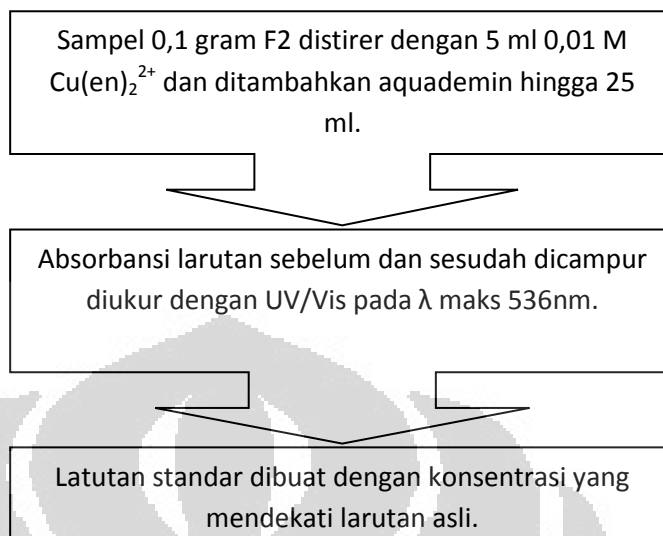 Sampel 0,1 gram F2 distirer dengan 5 ml 0,01 M
Cu(en)₂²⁺ dan ditambahkan aquademin hingga 25
ml.
Absorbansi larutan sebelum dan sesudah dicampur
diukur dengan UV/Vis pada λ maks 536nm.
Latutan standar dibuat dengan konsentrasi yang
mendekati larutan asli.